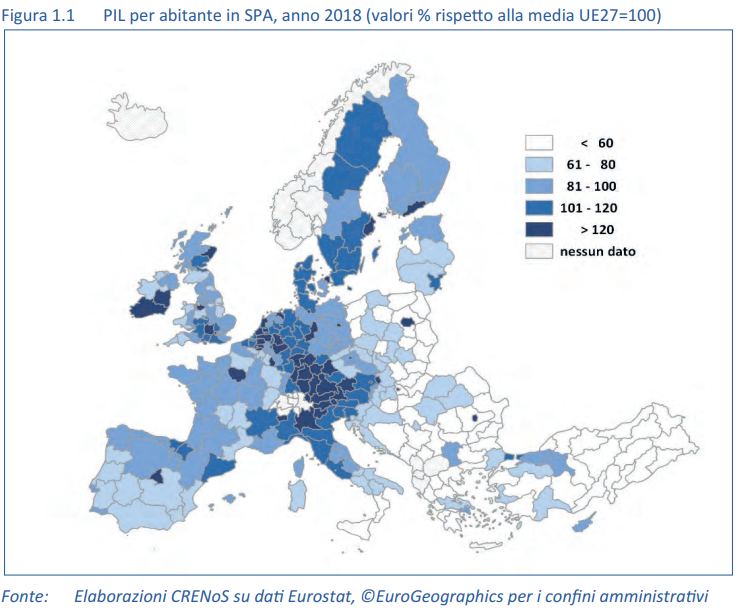 Figura 1.1 PIL per abitante in SPA, anno 2018 (valori % rispetto alla media UE27=100)
< 60
61 - 80
81 - 100
101 - 120
> 120
nessun dato
Fonte: Elaborazioni CRENoS su dati Eurostat, ©EuroGeographics per i confini amministrativi